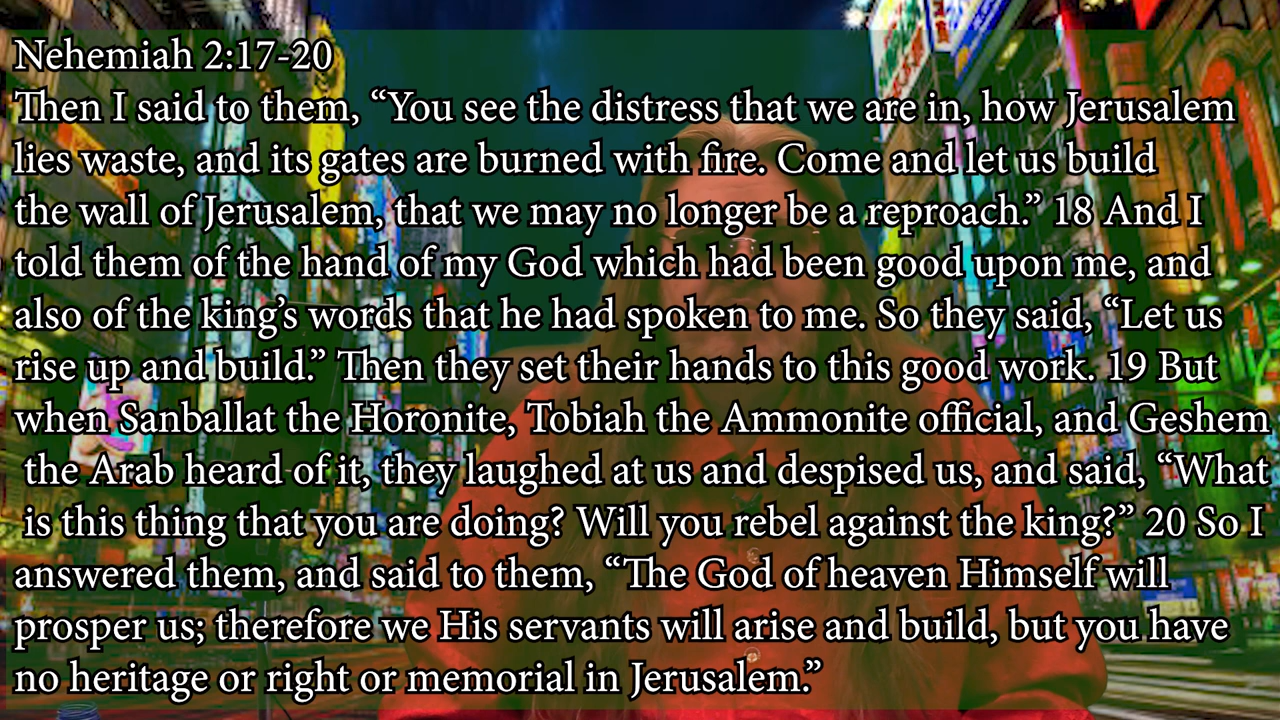 Nehemiah 2:17-20
Then I said to them, “You see the distress that we are in, how Jerusalem
lies waste, and its gates are burned with fire. Come and let us build
the wall of Jerusalem, that we may no longer be a reproach.” 18 And I
told them of the hand of my God which had been good upon me, and
also of the king’s words that he had spoken to me. So they said, “Let us
rise up and build.” Then they set their hands to this good work. 19 But
when Sanballat the Horonite, Tobiah the Ammonite official, and Geshem
the Arab heard of it, they laughed at us and despised us, and said, “What
is this thing that you are doing? Will you rebel against the king?” 20 So I
answered them, and said to them, “The God of heaven Himself will
prosper us; therefore we His servants will arise and build, but you have
no heritage or right or memorial in Jerusalem.”